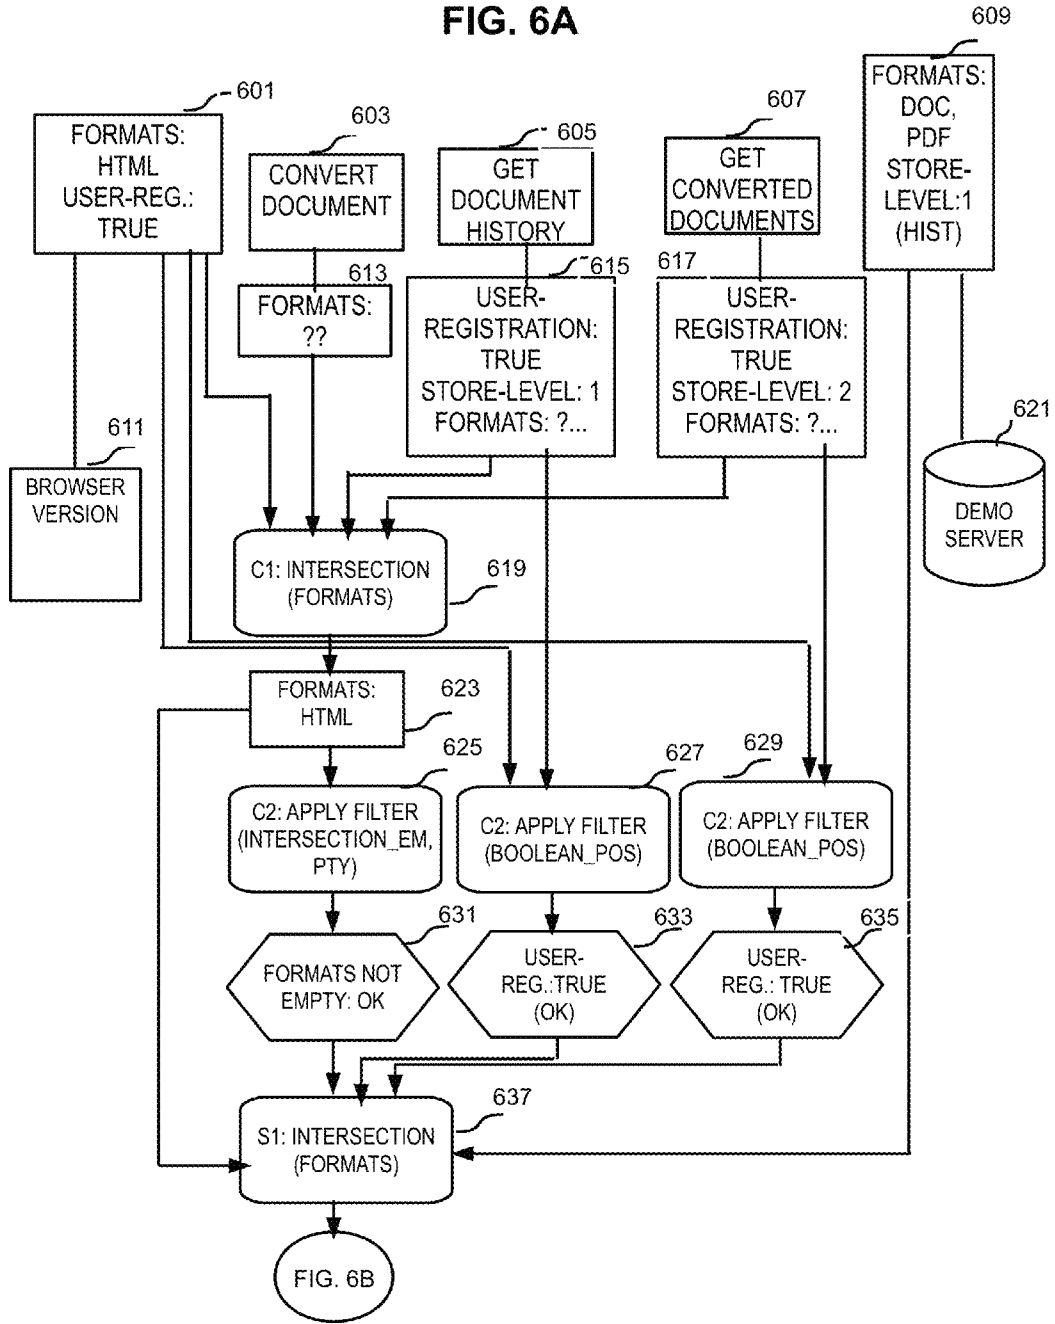 FIG. 6A
601
FORMATS:
HTML
USER-REG.:
TRUE
603
CONVERT
DOCUMENT
605
GET
DOCUMENT
HISTORY
607
GET
CONVERTED
DOCUMENTS
609
FORMATS:
DOC,
PDF
STORE-
LEVEL:1
(HIST)
613
FORMATS:
??
615
USER-
REGISTRATION:
TRUE
STORE-LEVEL: 1
FORMATS: ?...
617
USER-
REGISTRATION:
TRUE
STORE-LEVEL: 2
FORMATS: ?...
611
BROWSER
VERSION
621
DEMO
SERVER
C1: INTERSECTION
(FORMATS)
619
FORMATS:
HTML
623
625
C2: APPLY FILTER
(INTERSECTION_EM,
PTY)
627
C2: APPLY FILTER
(BOOLEAN_POS)
629
C2: APPLY FILTER
(BOOLEAN_POS)
631
FORMATS NOT
EMPTY: OK
633
USER-
REG.:TRUE
(OK)
635
USER-
REG.: TRUE
(OK)
637
S1: INTERSECTION
(FORMATS)
FIG. 6B